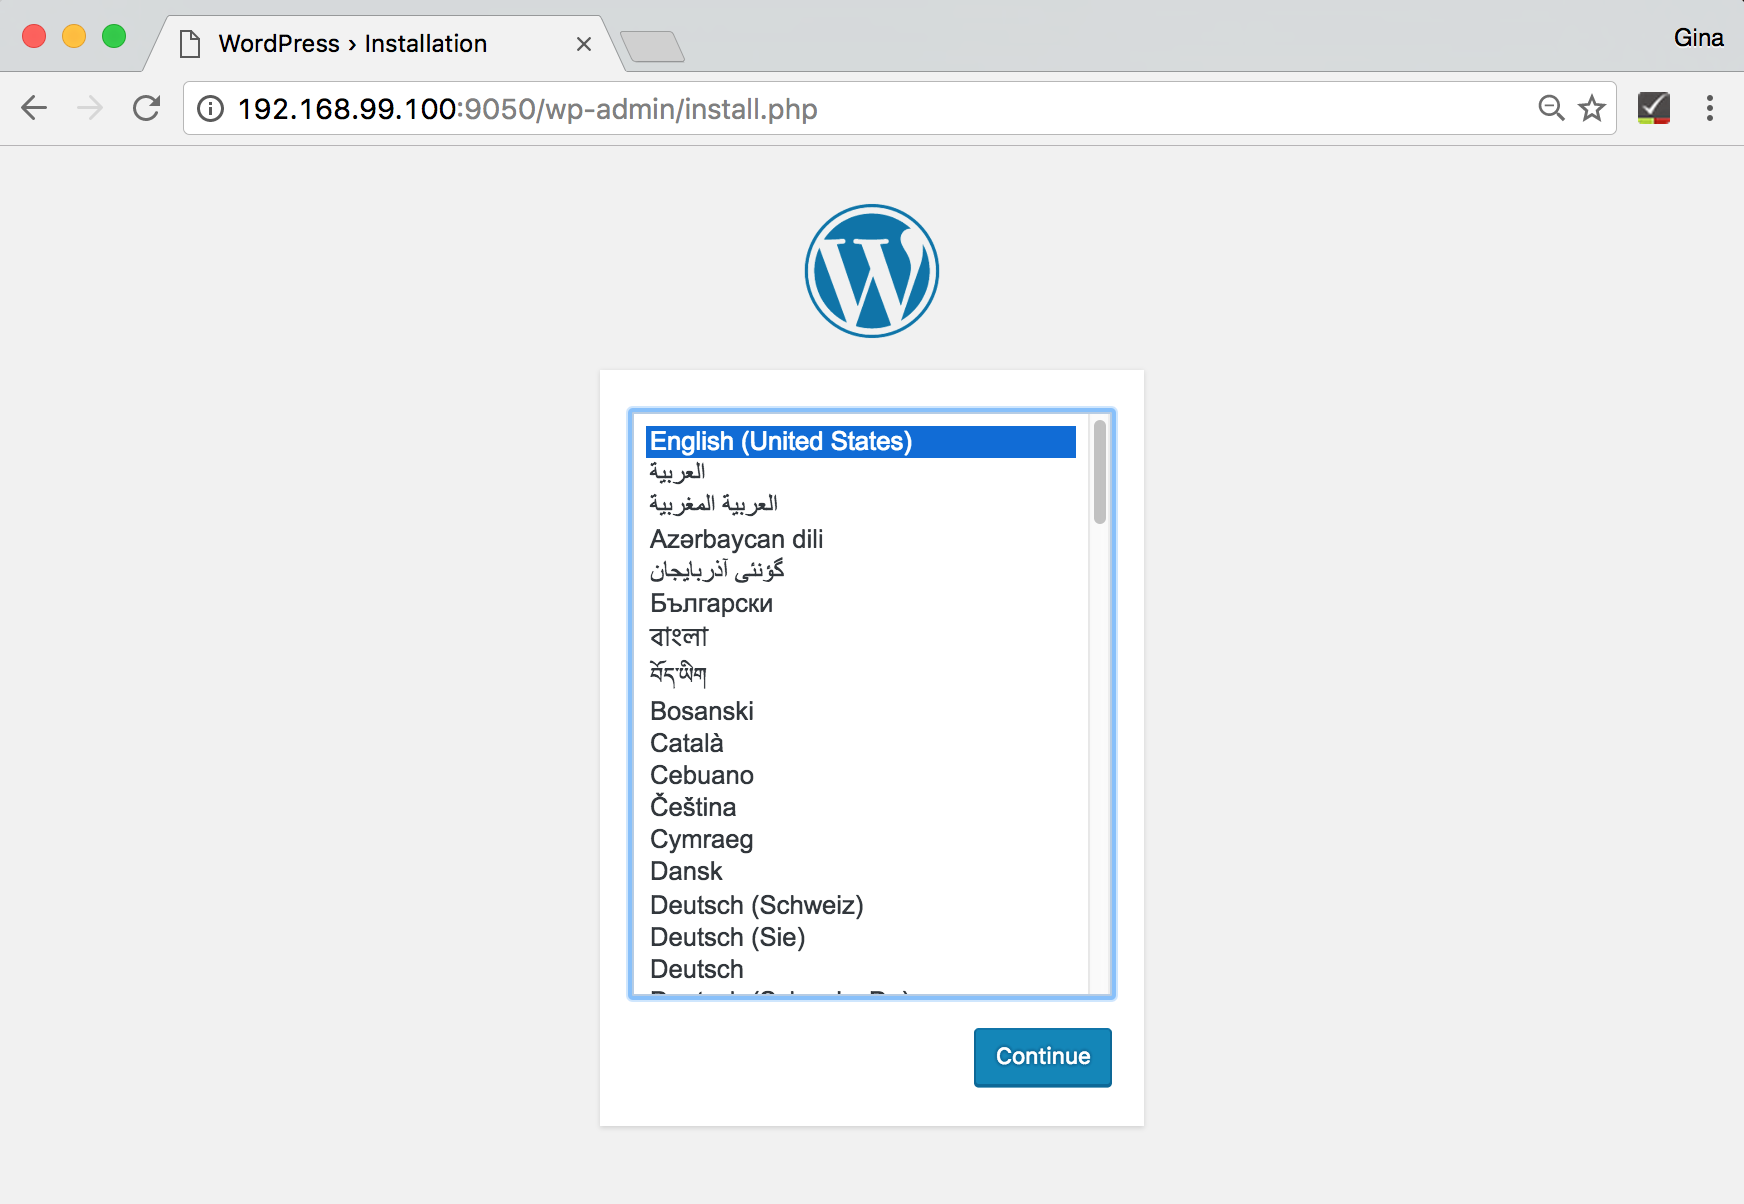 WordPress › Installation
Gina
192.168.99.100:9050/wp-admin/install.php
English (United States)
العربية
العربية المغربية
Azərbaycan dili
گؤنئی آذربایجان
Български
বাংলা
བོད་ཡིག
Bosanski
Català
Cebuano
Čeština
Cymraeg
Dansk
Deutsch (Schweiz)
Deutsch (Sie)
Deutsch
Continue